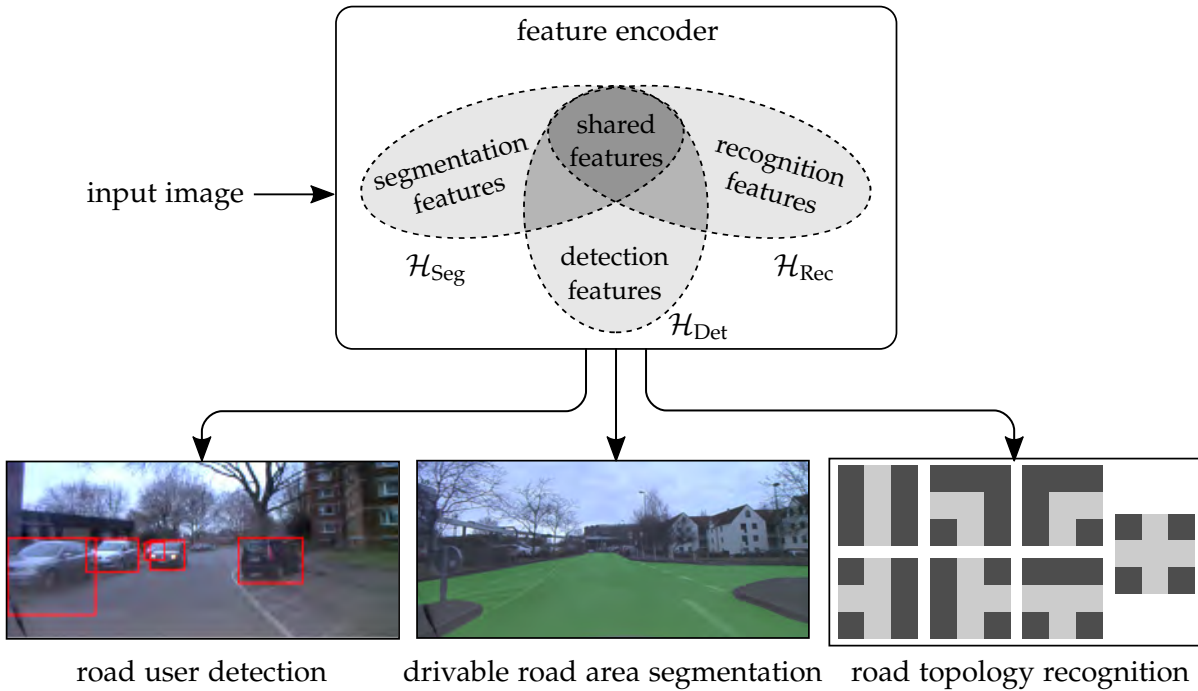 feature encoder
shared
features
segmentation
features
recognition
features
input image
detection
features
ℋSeg
ℋRec
ℋDet
road user detection
drivable road area segmentation
road topology recognition